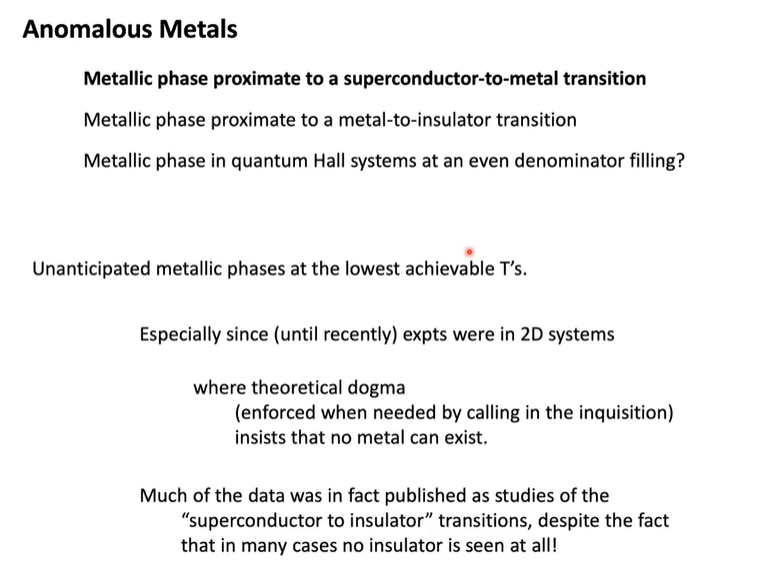 Anomalous Metals
Metallic phase proximate to a superconductor-to-metal transition
Metallic phase proximate to a metal-to-insulator transition
Metallic phase in quantum Hall systems at an even denominator filling?
Unanticipated metallic phases at the lowest achievable T’s.
Especially since (until recently) expts were in 2D systems
where theoretical dogma
(enforced when needed by calling in the inquisition)
insists that no metal can exist.
Much of the data was in fact published as studies of the
“superconductor to insulator” transitions, despite the fact
that in many cases no insulator is seen at all!